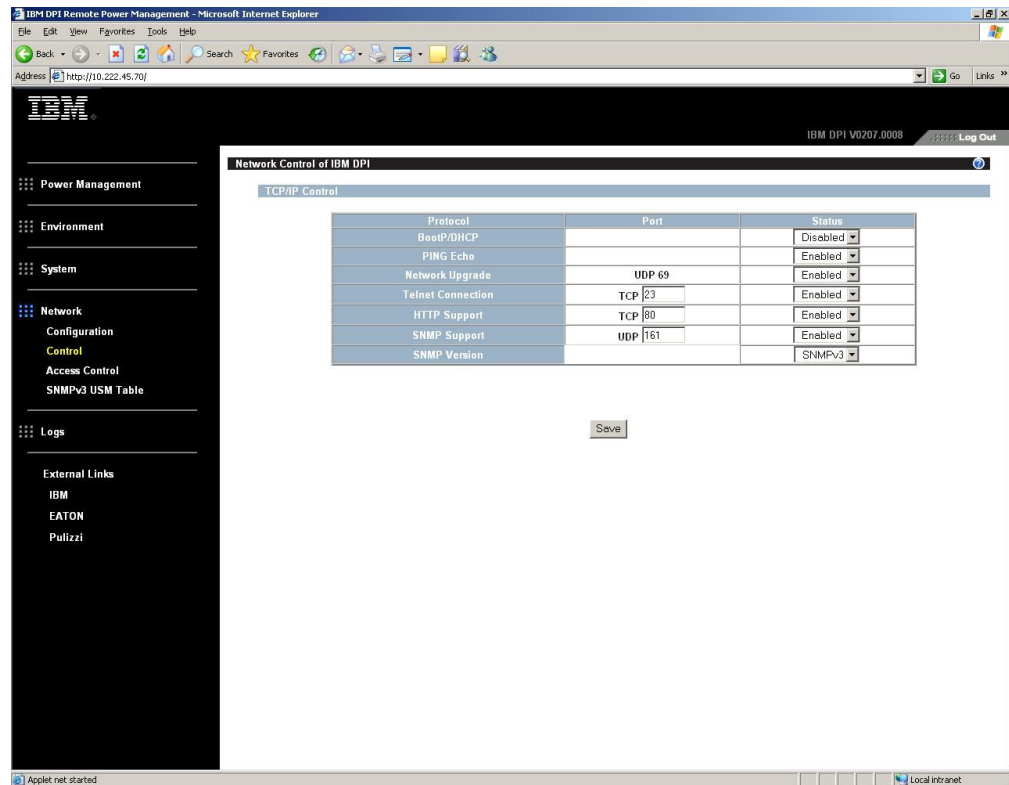 IBM DPI Remote Power Management - Microsoft Internet Explorer
File Edit View Favorites Tools Help
Back Search Favorites
Address http://10.222.45.70/ Go Links »
IBM
IBM DPI V0207.0008 Log Out
Network Control of IBM DPI ?
Power Management
TCP/IP Control
Protocol Port Status
BootP/DHCP Disabled
PING Echo Enabled
Network Upgrade UDP 69 Enabled
Telnet Connection TCP 23 Enabled
HTTP Support TCP 80 Enabled
SNMP Support UDP 161 Enabled
SNMP Version SNMPv3
Environment
System
Network
Configuration
Control
Access Control
SNMPv3 USM Table
Save
Logs
External Links
IBM
EATON
Pulizzi
Applet net started Local intranet